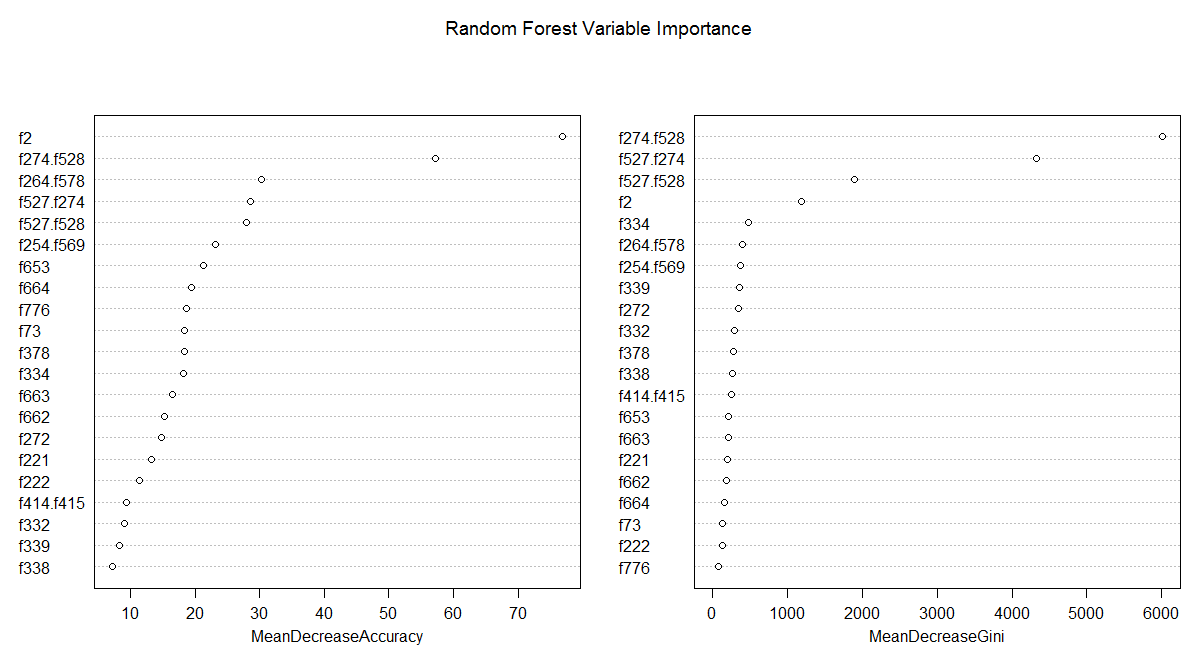 Random Forest Variable Importance
f2
f274.f528
f264.f578
f527.f274
f527.f528
f254.f569
f653
f664
f776
f73
f378
f334
f663
f662
f272
f221
f222
f414.f415
f332
f339
f338
10 20 30 40 50 60 70
MeanDecreaseAccuracy
f274.f528
f527.f274
f527.f528
f2
f334
f264.f578
f254.f569
f339
f272
f332
f378
f338
f414.f415
f653
f663
f221
f662
f664
f73
f222
f776
0 1000 2000 3000 4000 5000 6000
MeanDecreaseGini